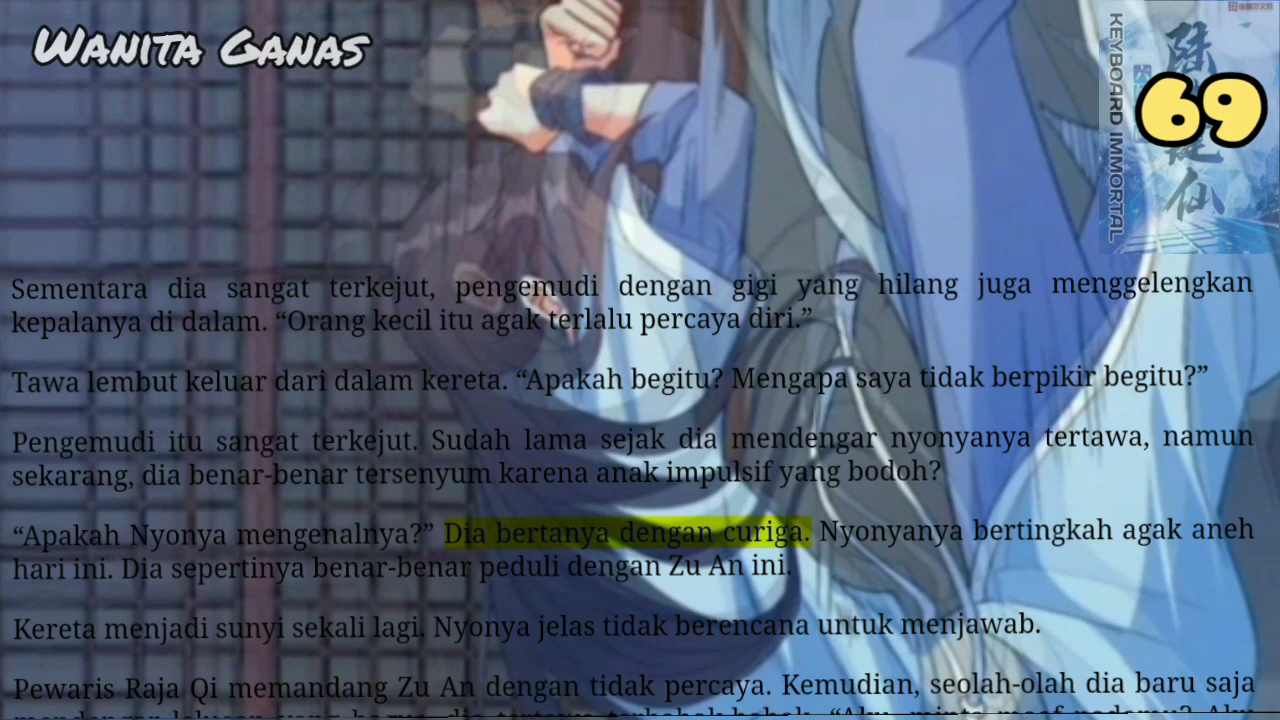 Wanita Ganas
KEYBOARD IMMORTAL
69
仙
Sementara dia sangat terkejut, pengemudi dengan gigi yang hilang juga menggelengkan
kepalanya di dalam. “Orang kecil itu agak terlalu percaya diri.”
Tawa lembut keluar dari dalam kereta. “Apakah begitu? Mengapa saya tidak berpikir begitu?”
Pengemudi itu sangat terkejut. Sudah lama sejak dia mendengar nyonyanya tertawa, namun
sekarang, dia benar-benar tersenyum karena anak impulsif yang bodoh?
“Apakah Nyonya mengenalnya?” Dia bertanya dengan curiga. Nyonyanya bertingkah agak aneh
hari ini. Dia sepertinya benar-benar peduli dengan Zu An ini.
Kereta menjadi sunyi sekali lagi. Nyonya jelas tidak berencana untuk menjawab.
Pewaris Raja Qi memandang Zu An dengan tidak percaya. Kemudian, seolah-olah dia baru saja